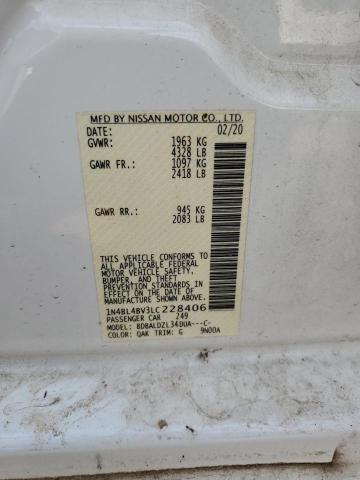 MFD BY NISSAN MOTOR CO., LTD.
DATE: 02/20
GVWR: 1963 KG
4328 LB
GAWR FR: 1097 KG
2418 LB
GAWR RR: 945 KG
2083 LB
THIS VEHICLE CONFORMS TO
ALL APPLICABLE FEDERAL
MOTOR VEHICLE SAFETY,
BUMPER, AND THEFT
PREVENTION STANDARDS
IN EFFECT ON THE DATE OF
MANUFACTURE SHOWN ABOVE.
1N4BL4BV3LC228406
PASSENGER CAR 249
MODEL: BDBALDZL34DUA---C-
COLOR: QAK TRIM: G 9N00A